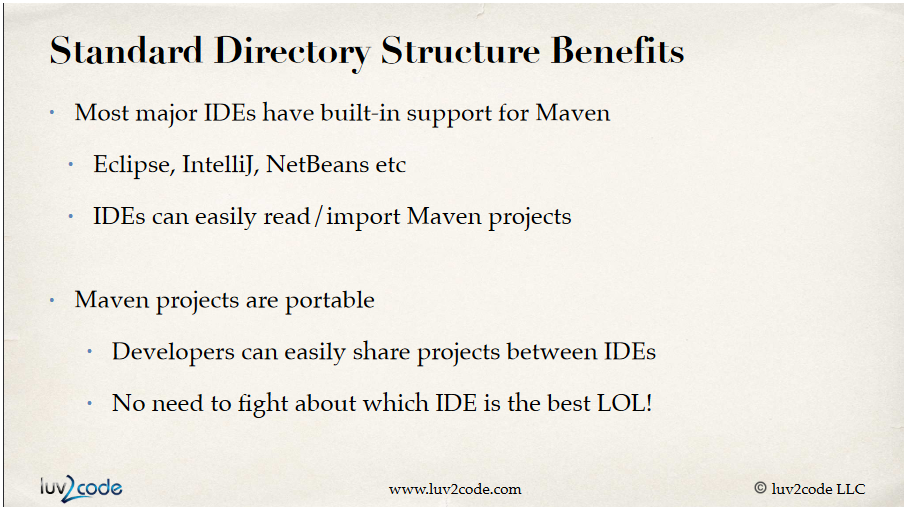 Standard Directory Structure Benefits
• Most major IDEs have built-in support for Maven
• Eclipse, IntelliJ, NetBeans etc
• IDEs can easily read/import Maven projects
• Maven projects are portable
• Developers can easily share projects between IDEs
• No need to fight about which IDE is the best LOL!
luv2code www.luv2code.com © luv2code LLC